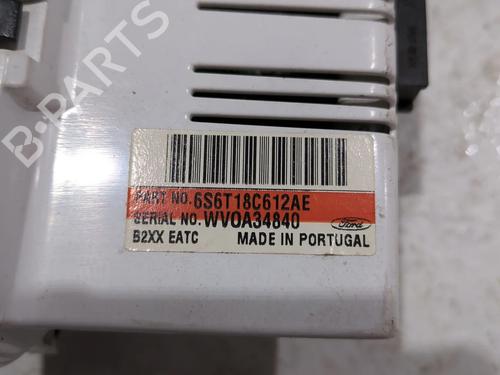 B-PARTS
PART NO. 6S6T18C612AE
SERIAL NO. WVOA34840
Ford
B2XX EATC MADE IN PORTUGAL